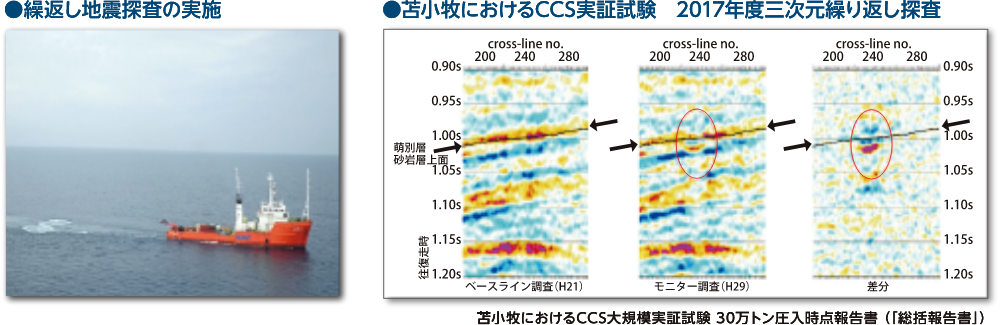 ●繰返し地震探査の実施
●苫小牧におけるCCS実証試験　2017年度三次元繰り返し探査
cross-line no.
200 240 280
cross-line no.
200 240 280
cross-line no.
200 240 280
0.90s
0.95s
1.00s
1.05s
1.10s
1.15s
1.20s
0.90s
0.95s
1.00s
1.05s
1.10s
1.15s
1.20s
萌別層
砂岩層上面
往復走時
ベースライン調査(H21)
モニター調査(H29)
差分
苫小牧におけるCCS大規模実証試験 30万トン圧入時点報告書（「総括報告書」）